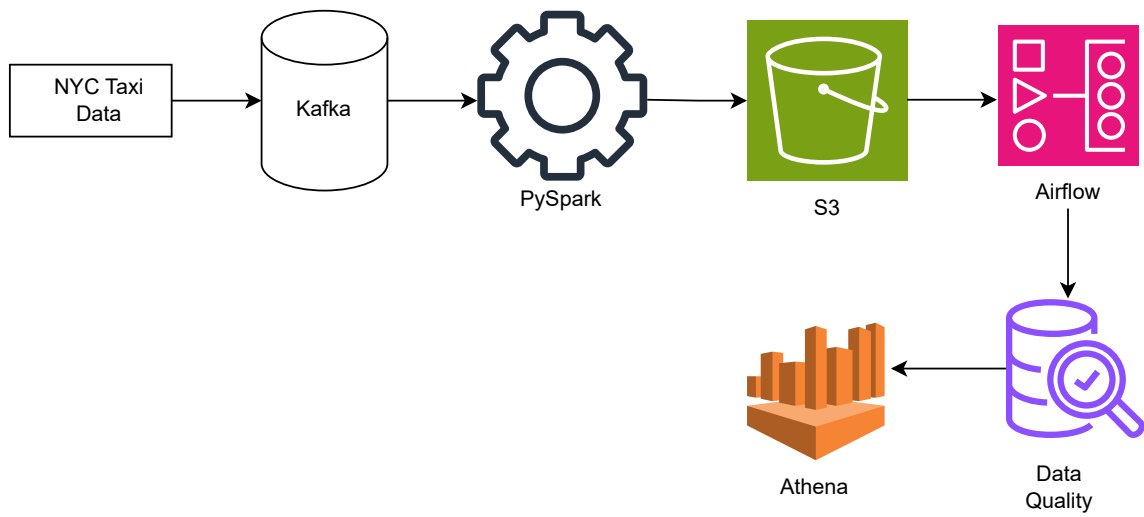 NYC Taxi
Data
Kafka
PySpark
S3
Airflow
Athena
Data
Quality